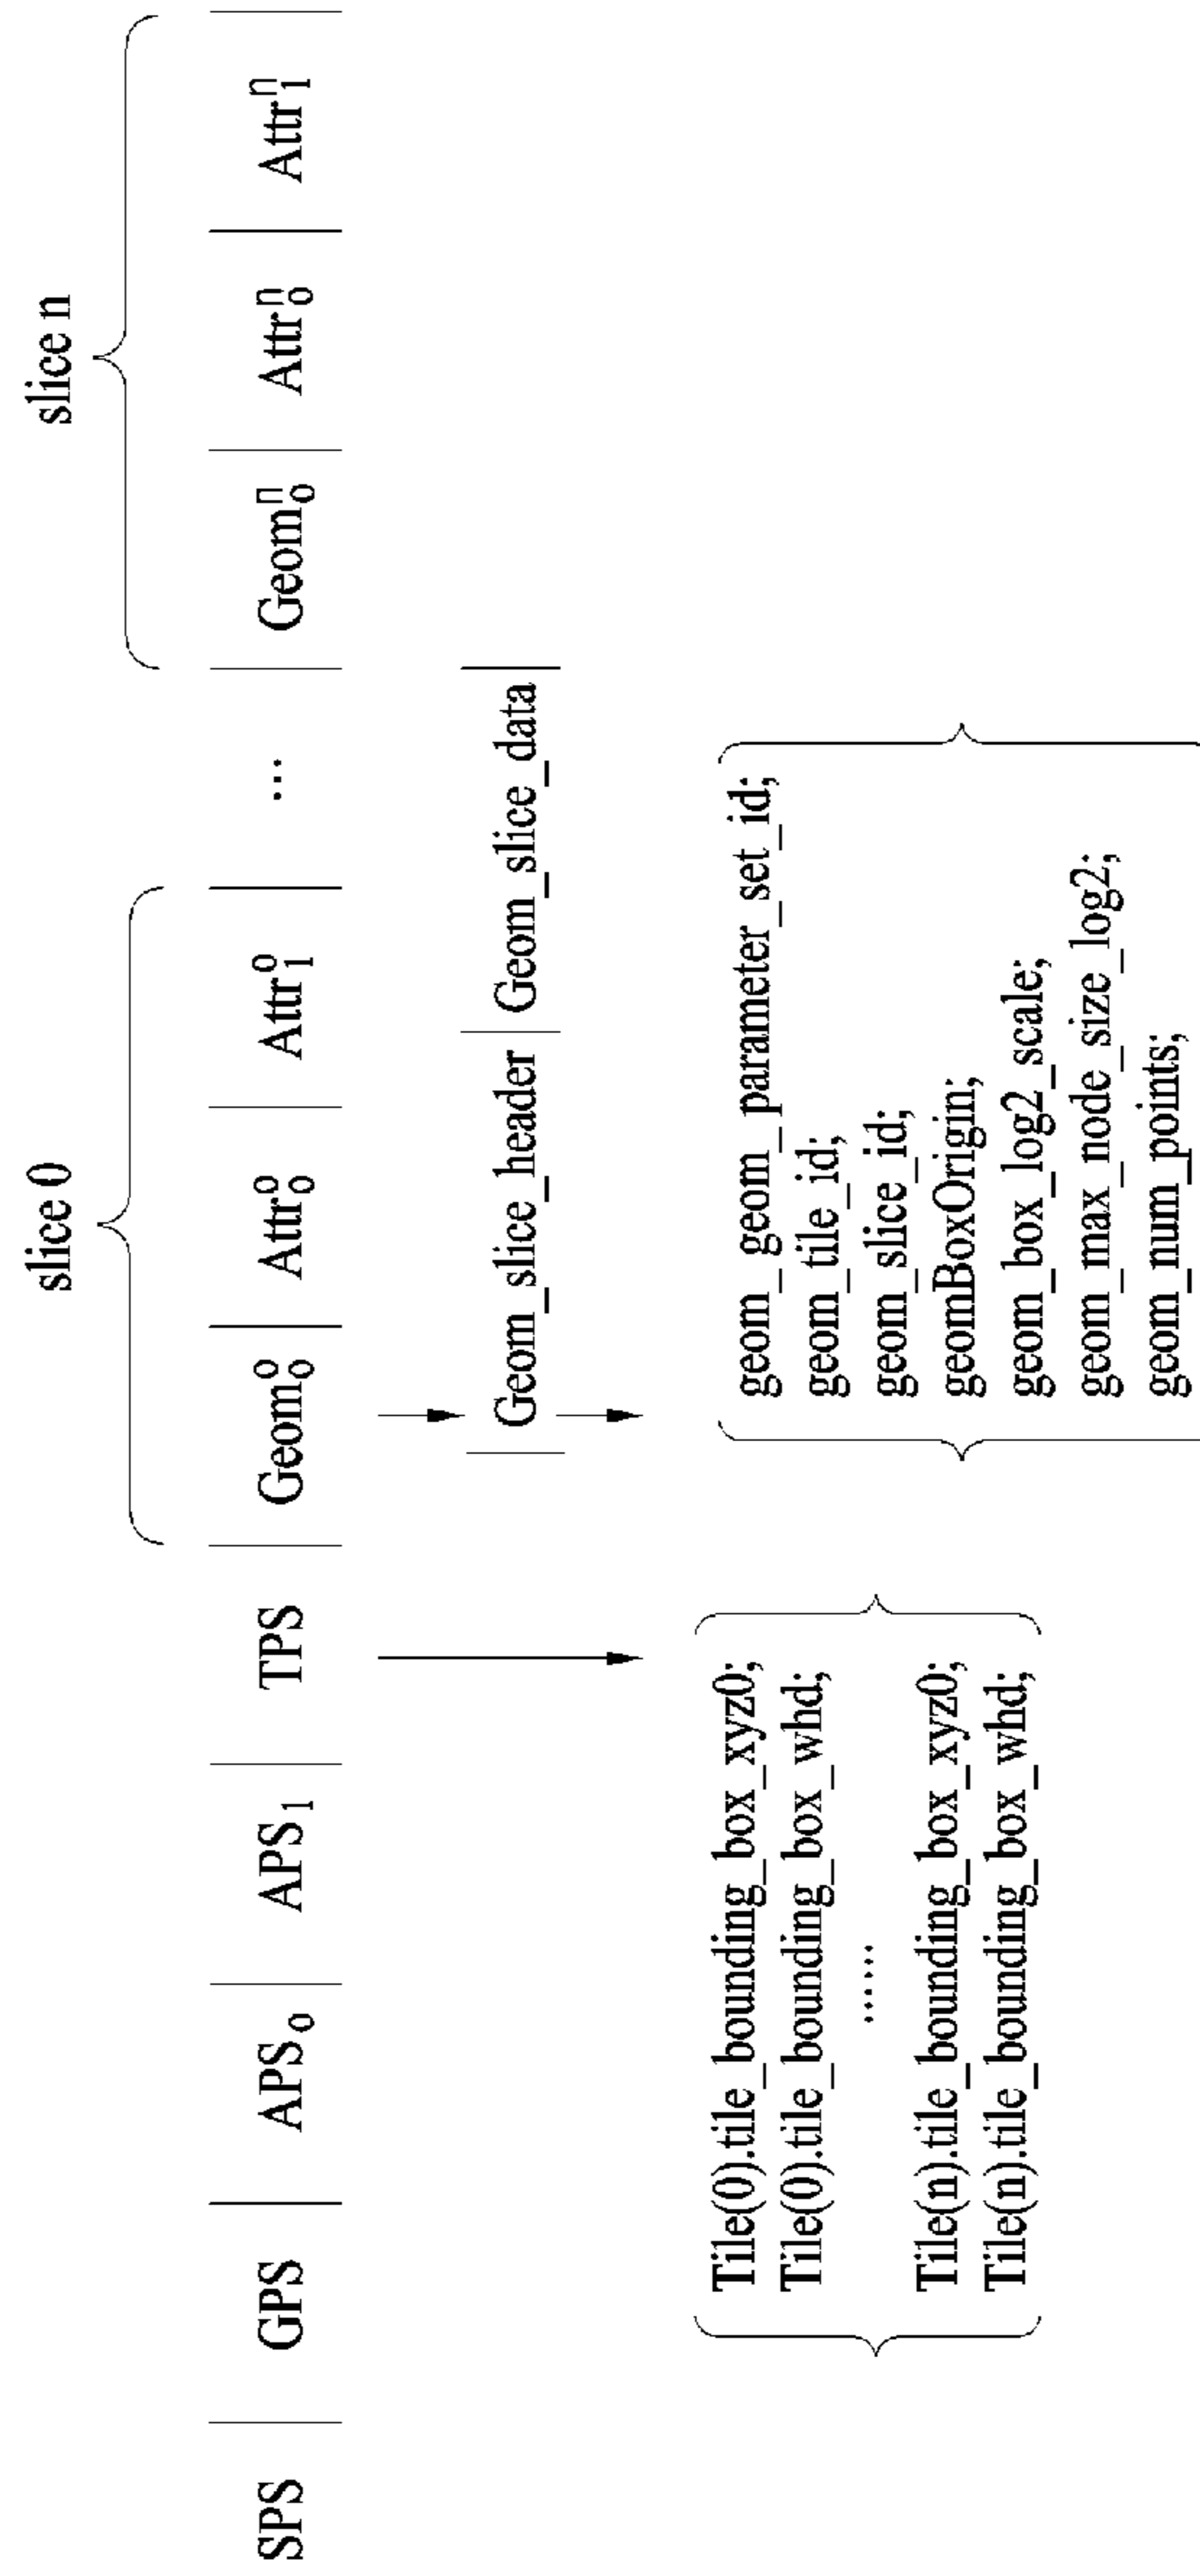 slice 0
slice n
SPS GPS APS₀ APS₁ TPS Geom₀⁰ Attr₀⁰ Attr₁⁰ ... Geom₀ⁿ Attr₀ⁿ Attr₁ⁿ
Geom_slice_header Geom_slice_data
Tile(0).tile_bounding_box_xyz0;
Tile(0).tile_bounding_box_whd;
......
Tile(n).tile_bounding_box_xyz0;
Tile(n).tile_bounding_box_whd;
geom_geom_parameter_set_id;
geom_tile_id;
geom_slice_id;
geomBoxOrigin;
geom_box_log2_scale;
geom_max_node_size_log2;
geom_num_points;